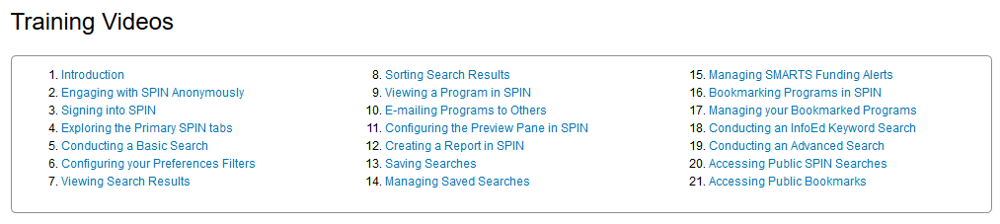 Training Videos
1. Introduction
2. Engaging with SPIN Anonymously
3. Signing into SPIN
4. Exploring the Primary SPIN tabs
5. Conducting a Basic Search
6. Configuring your Preferences Filters
7. Viewing Search Results
8. Sorting Search Results
9. Viewing a Program in SPIN
10. E-mailing Programs to Others
11. Configuring the Preview Pane in SPIN
12. Creating a Report in SPIN
13. Saving Searches
14. Managing Saved Searches
15. Managing SMARTS Funding Alerts
16. Bookmarking Programs in SPIN
17. Managing your Bookmarked Programs
18. Conducting an InfoEd Keyword Search
19. Conducting an Advanced Search
20. Accessing Public SPIN Searches
21. Accessing Public Bookmarks